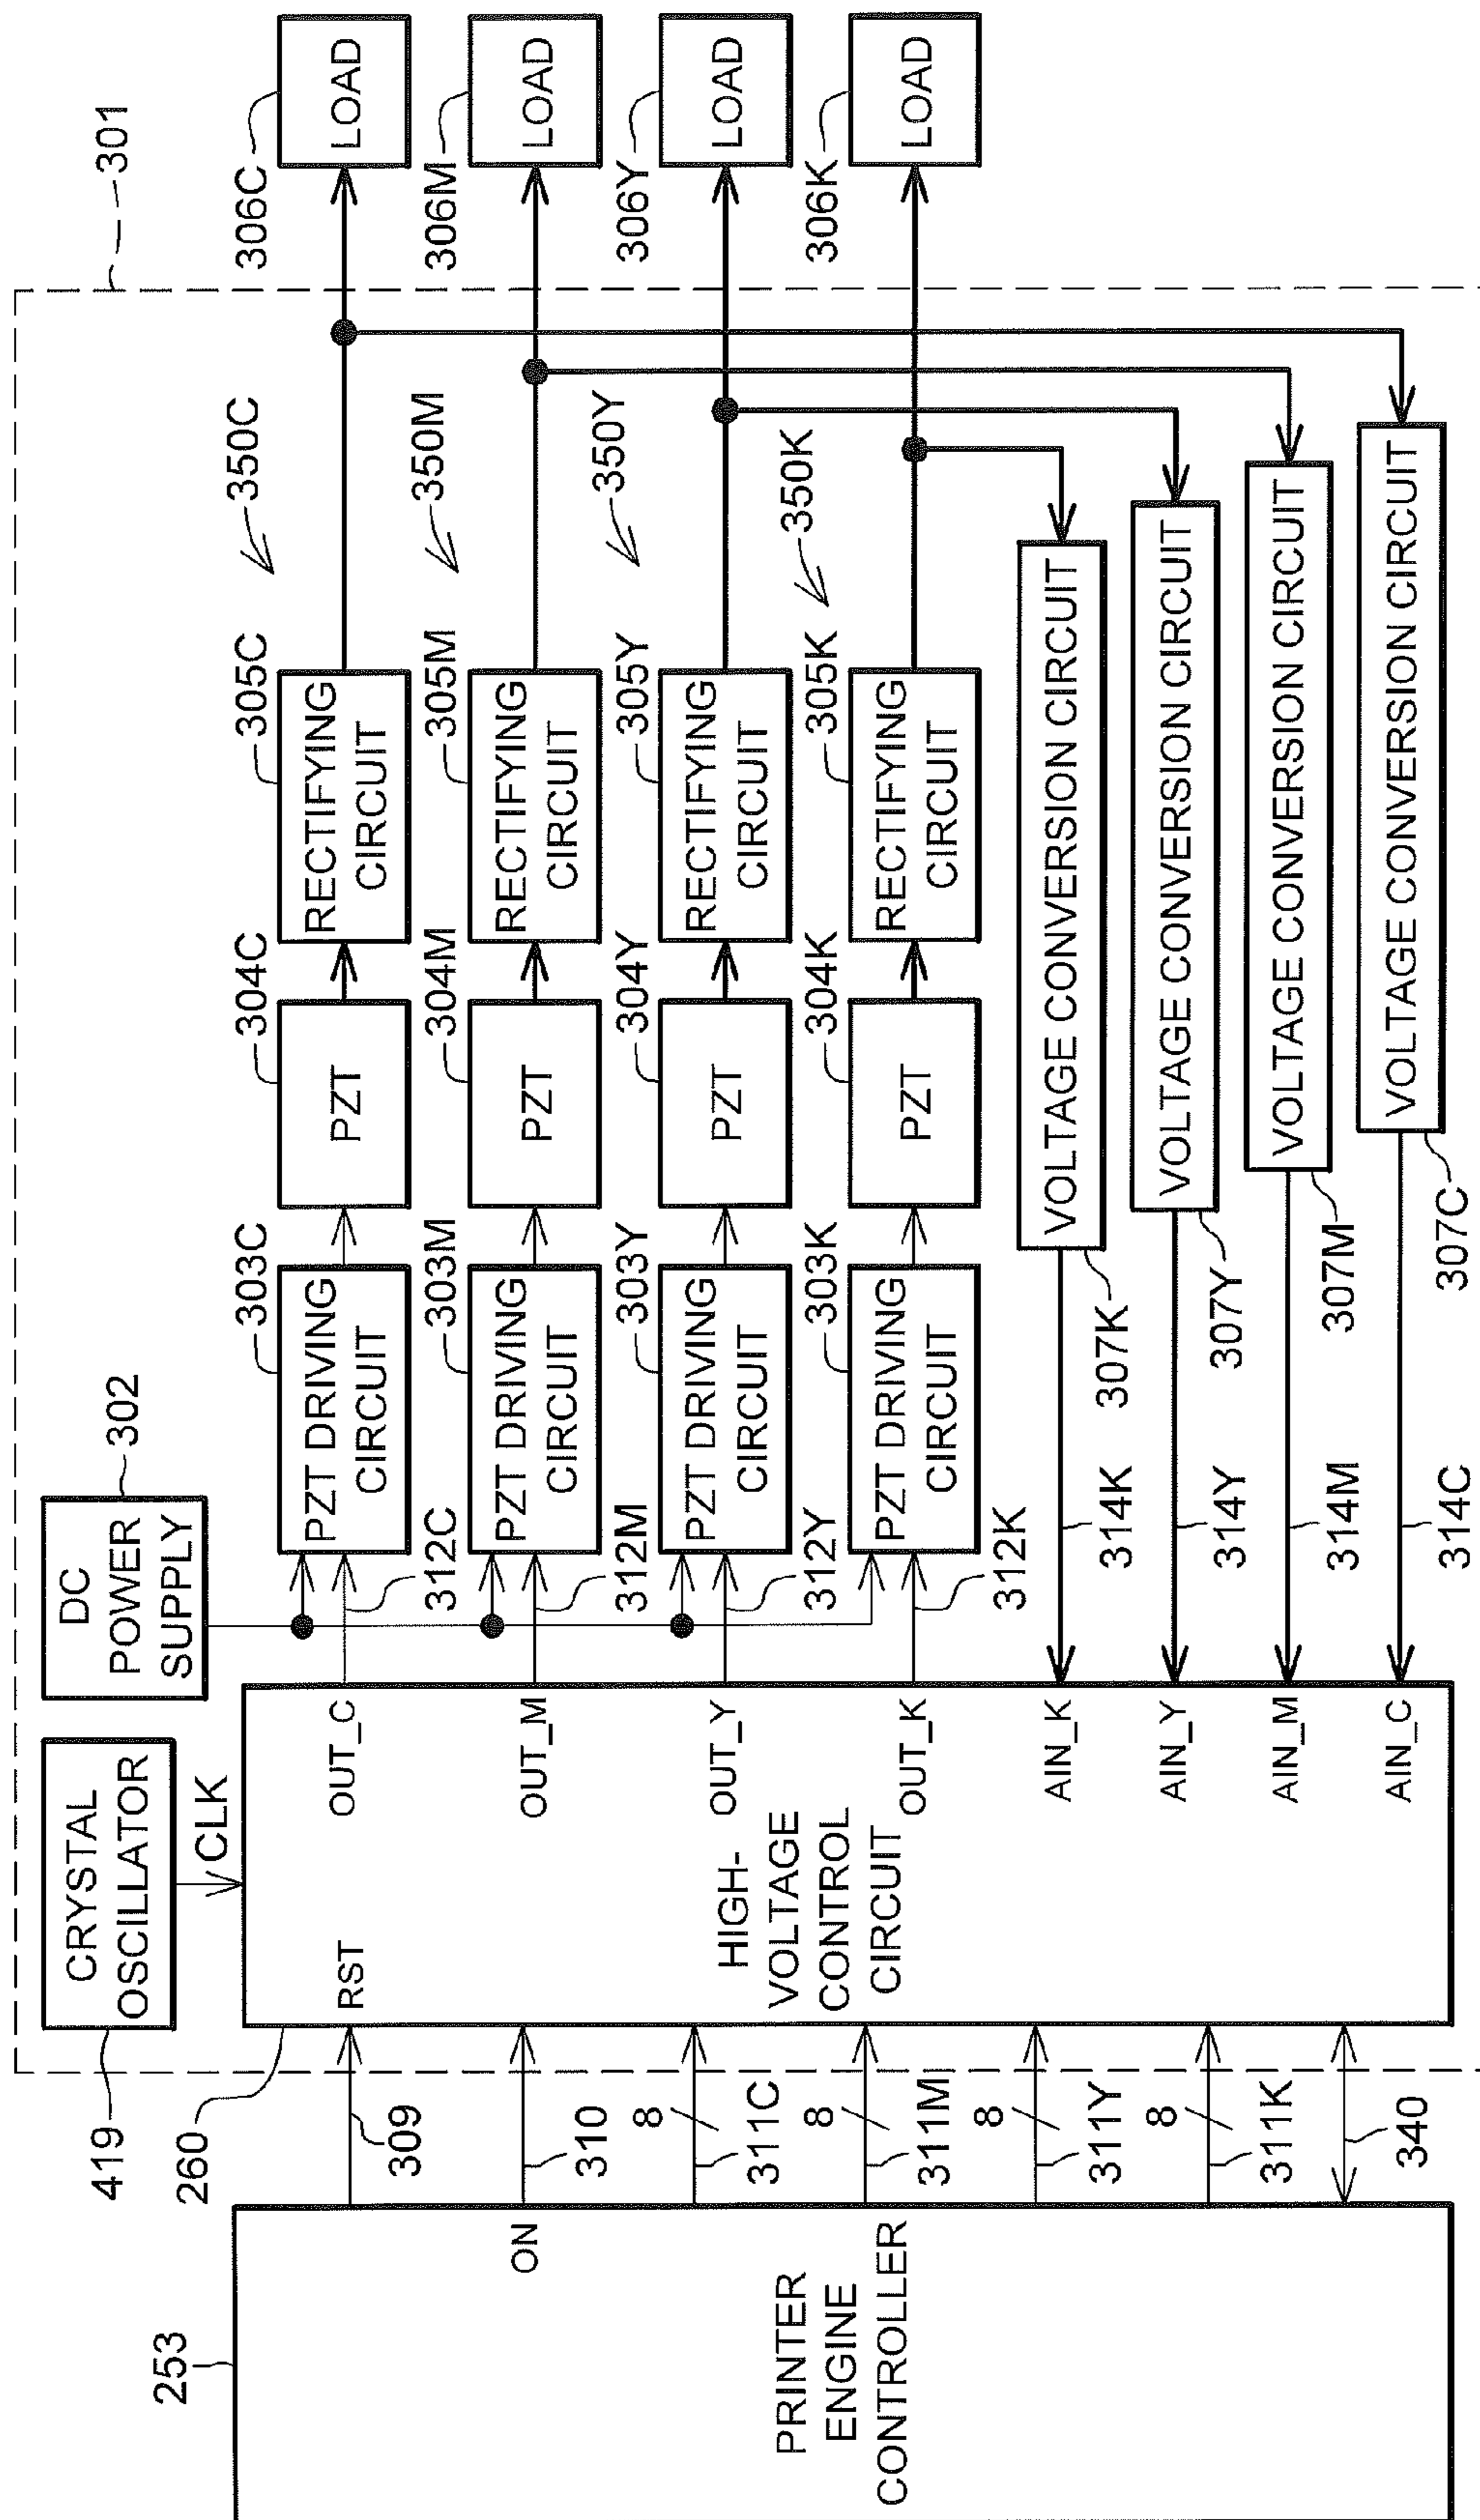 301
CRYSTAL
OSCILLATOR
419
CLK
DC
POWER
SUPPLY
302
253
PRINTER
ENGINE
CONTROLLER
ON
309
310
8
311C
8
311M
8
311Y
8
311K
340
260
RST
HIGH-
VOLTAGE
CONTROL
CIRCUIT
OUT_C
OUT_M
OUT_Y
OUT_K
AIN_K
AIN_Y
AIN_M
AIN_C
312C
312M
312Y
312K
303C
PZT DRIVING
CIRCUIT
304C
PZT
305C
RECTIFYING
CIRCUIT
350C
306C
LOAD
303M
PZT DRIVING
CIRCUIT
304M
PZT
305M
RECTIFYING
CIRCUIT
350M
306M
LOAD
303Y
PZT DRIVING
CIRCUIT
304Y
PZT
305Y
RECTIFYING
CIRCUIT
350Y
306Y
LOAD
303K
PZT DRIVING
CIRCUIT
304K
PZT
305K
RECTIFYING
CIRCUIT
350K
306K
LOAD
VOLTAGE CONVERSION CIRCUIT
307K
314K
VOLTAGE CONVERSION CIRCUIT
307Y
314Y
VOLTAGE CONVERSION CIRCUIT
307M
314M
VOLTAGE CONVERSION CIRCUIT
307C
314C